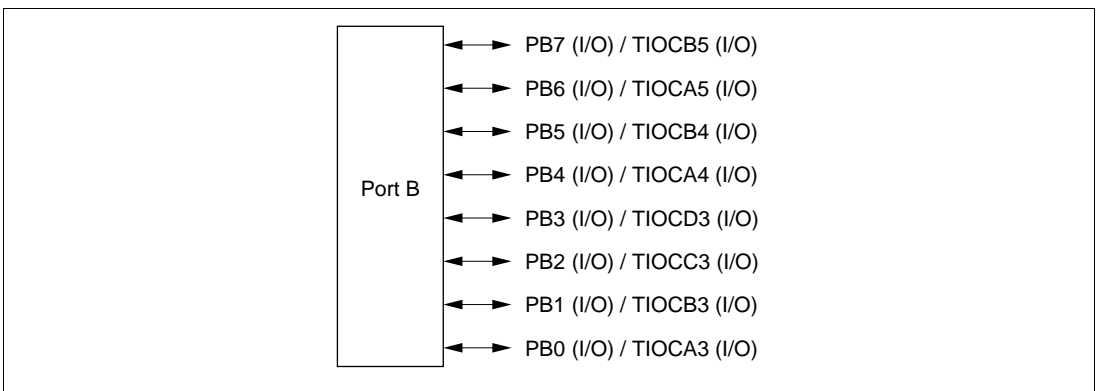 PB7 (I/O) / TIOCB5 (I/O)
PB6 (I/O) / TIOCA5 (I/O)
PB5 (I/O) / TIOCB4 (I/O)
Port B
PB4 (I/O) / TIOCA4 (I/O)
PB3 (I/O) / TIOCD3 (I/O)
PB2 (I/O) / TIOCC3 (I/O)
PB1 (I/O) / TIOCB3 (I/O)
PB0 (I/O) / TIOCA3 (I/O)